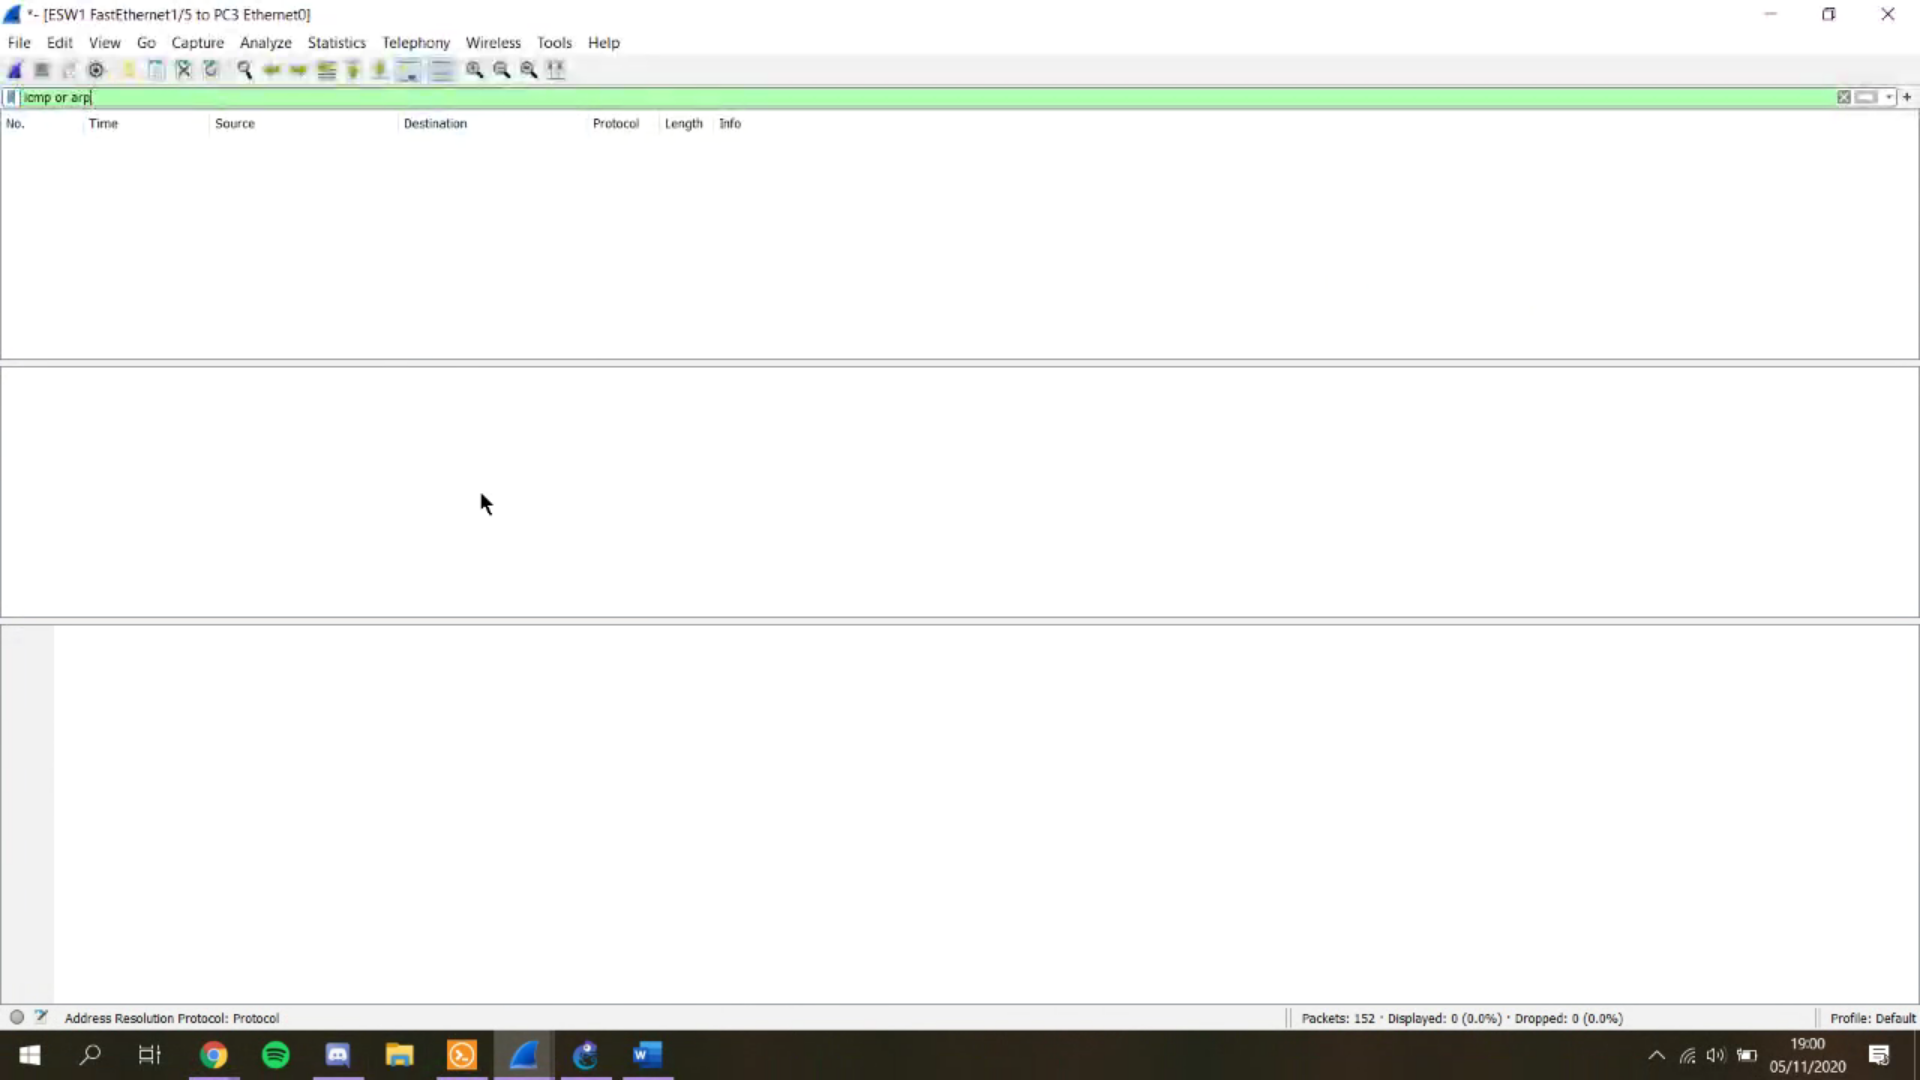 *- [ESW1 FastEthernet1/5 to PC3 Ethernet0]
File Edit View Go Capture Analyze Statistics Telephony Wireless Tools Help
icmp or arp
No. Time Source Destination Protocol Length Info
Address Resolution Protocol: Protocol
Packets: 152 · Displayed: 0 (0.0%) · Dropped: 0 (0.0%)
Profile: Default
W
19:00
05/11/2020